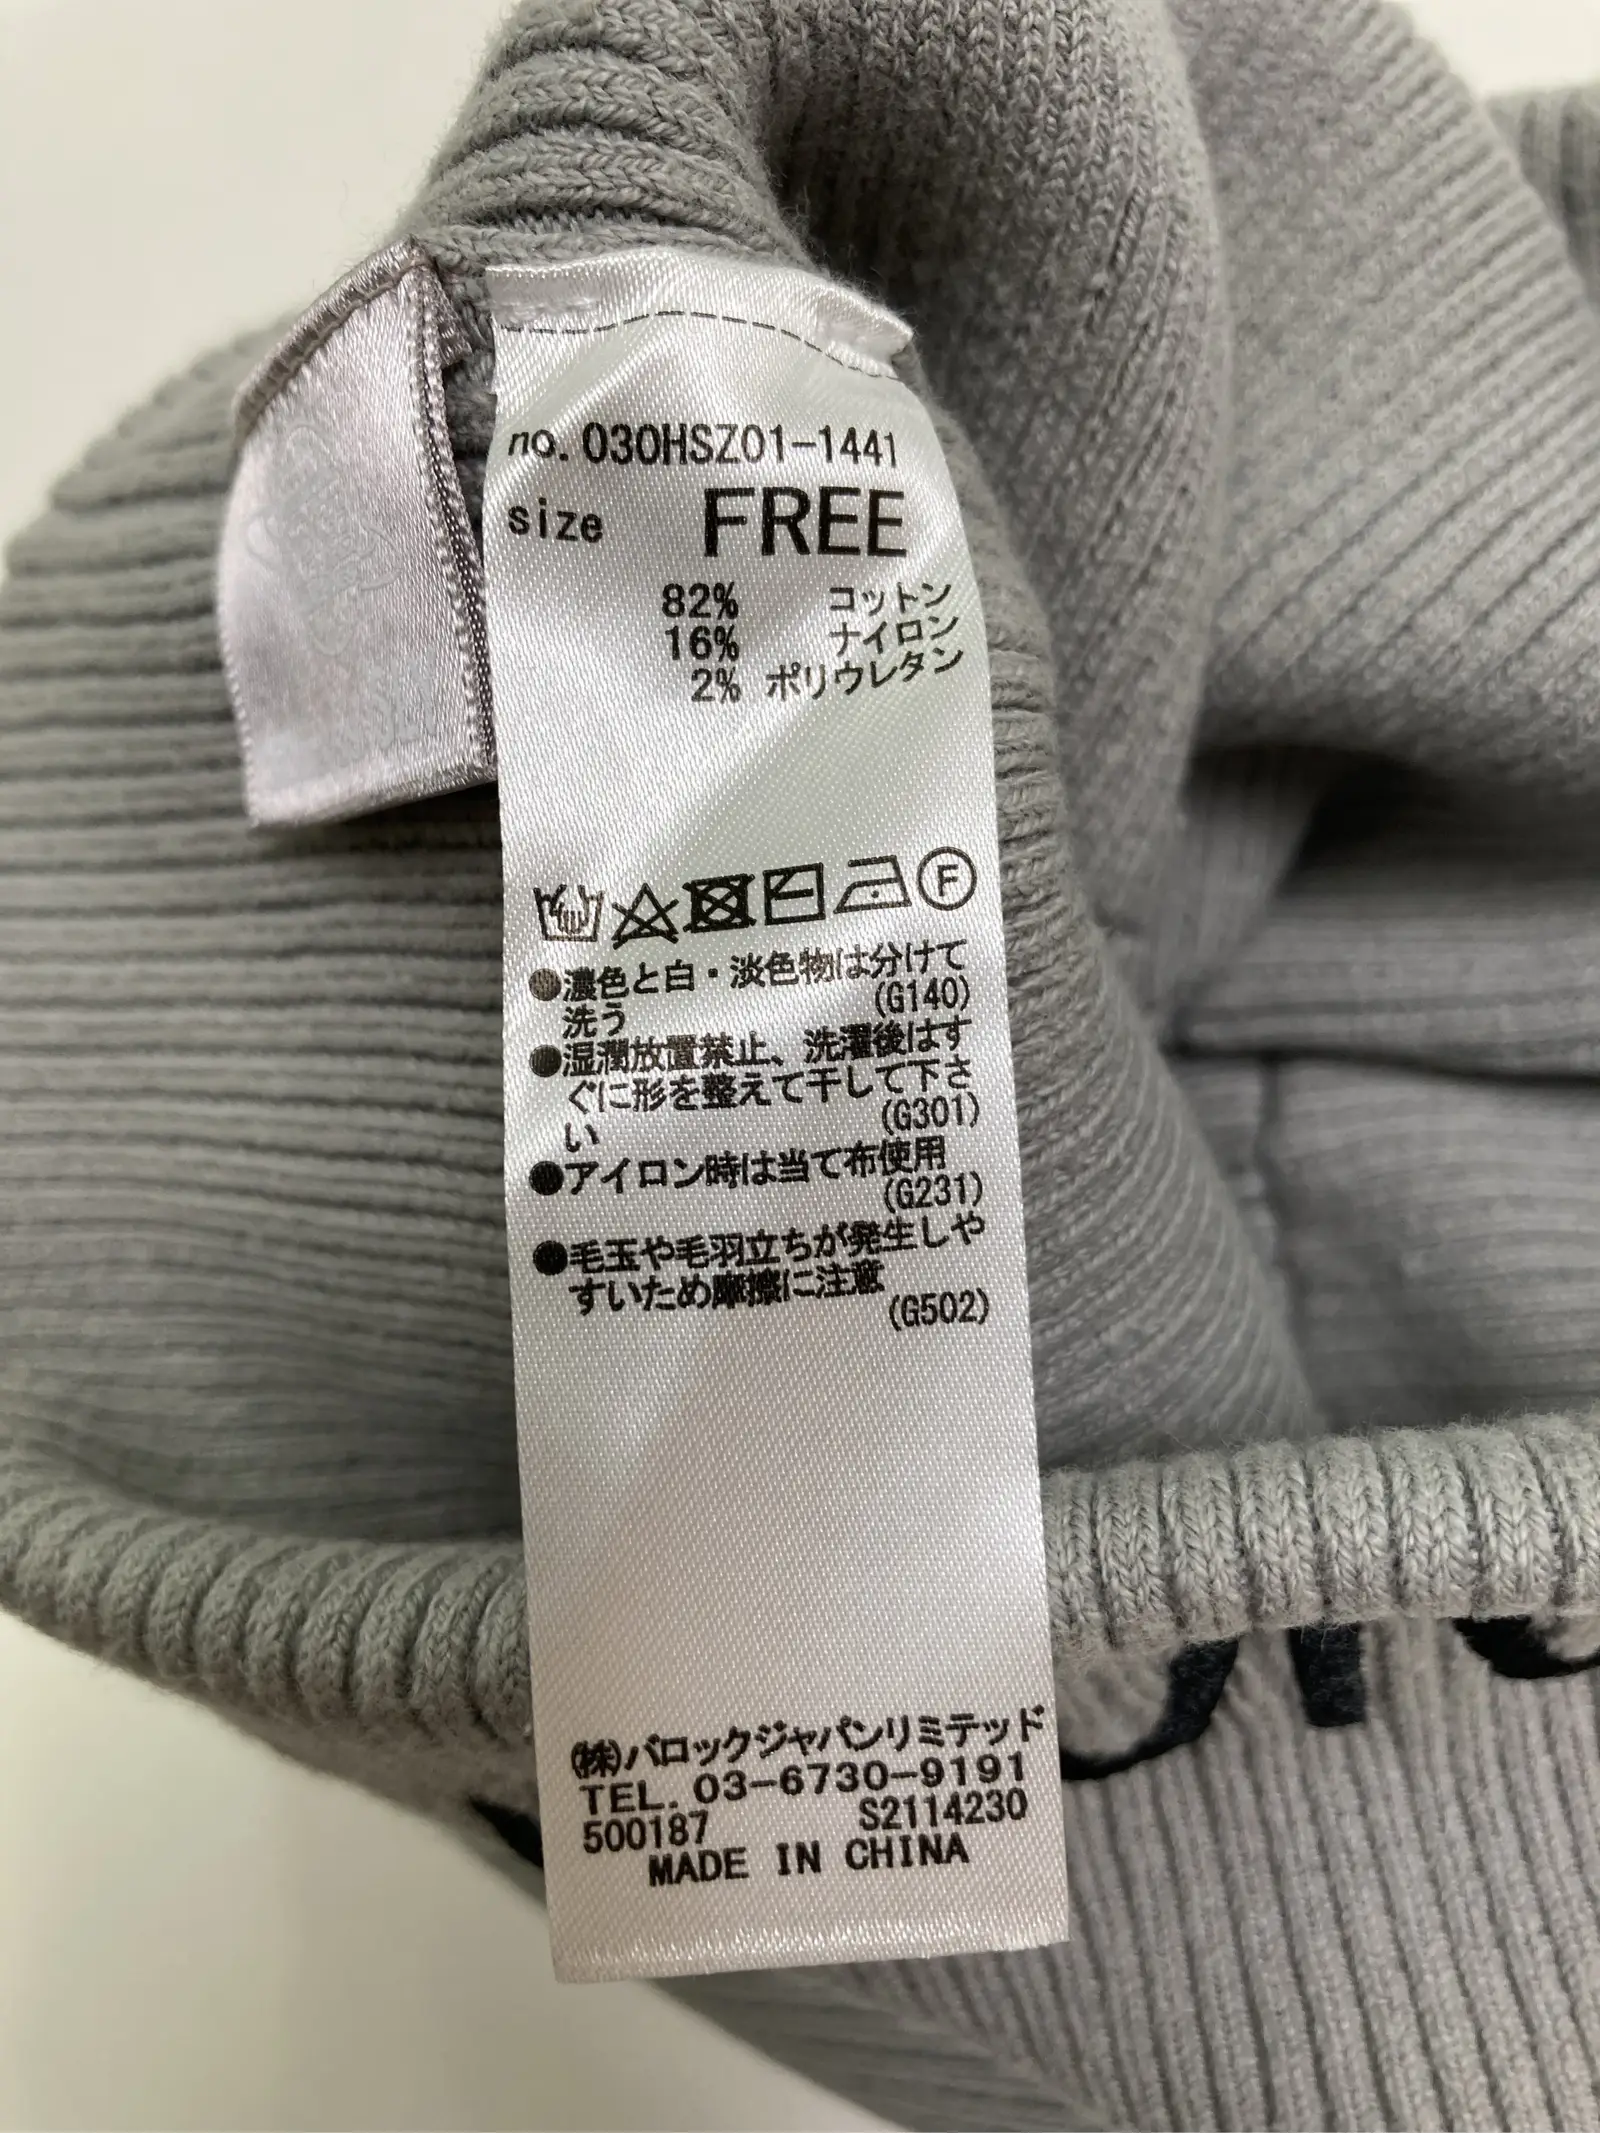 no. 030HSZ01-1441
size FREE
82% コットン
16% ナイロン
2% ポリウレタン
F
●濃色と白・淡色物は分けて
洗う (G140)
●湿潤放置禁止、洗濯後はす
ぐに形を整えて干して下さ
い (G301)
●アイロン時は当て布使用
(G231)
●毛玉や毛羽立ちが発生しや
すいため摩擦に注意
(G502)
(株)バロックジャパンリミテッド
TEL. 03-6730-9191
500187 S2114230
MADE IN CHINA